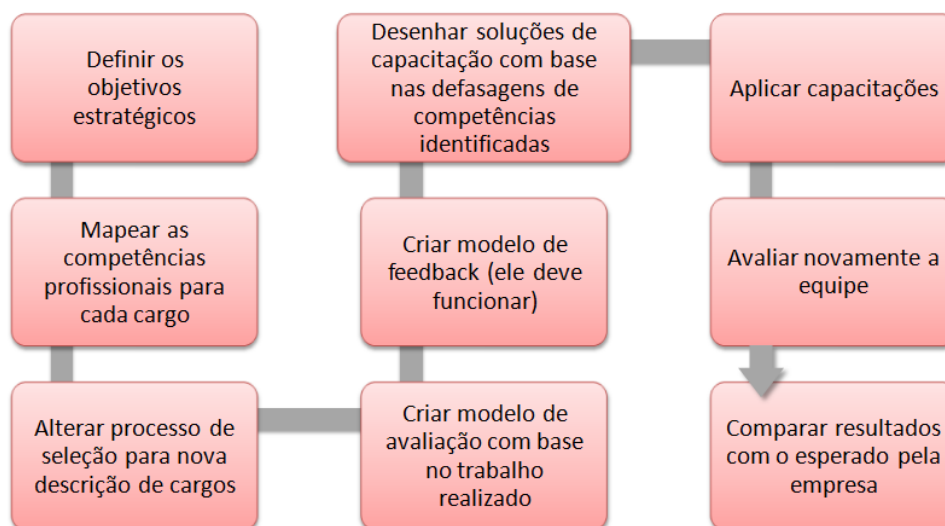 Definir os
objetivos
estratégicos
Mapear as
competências
profissionais para
cada cargo
Alterar processo de
seleção para nova
descrição de cargos
Criar modelo de
avaliação com base
no trabalho
realizado
Criar modelo de
feedback (ele deve
funcionar)
Desenhar soluções de
capacitação com base
nas defasagens de
competências
identificadas
Aplicar capacitações
Avaliar novamente a
equipe
Comparar resultados
com o esperado pela
empresa